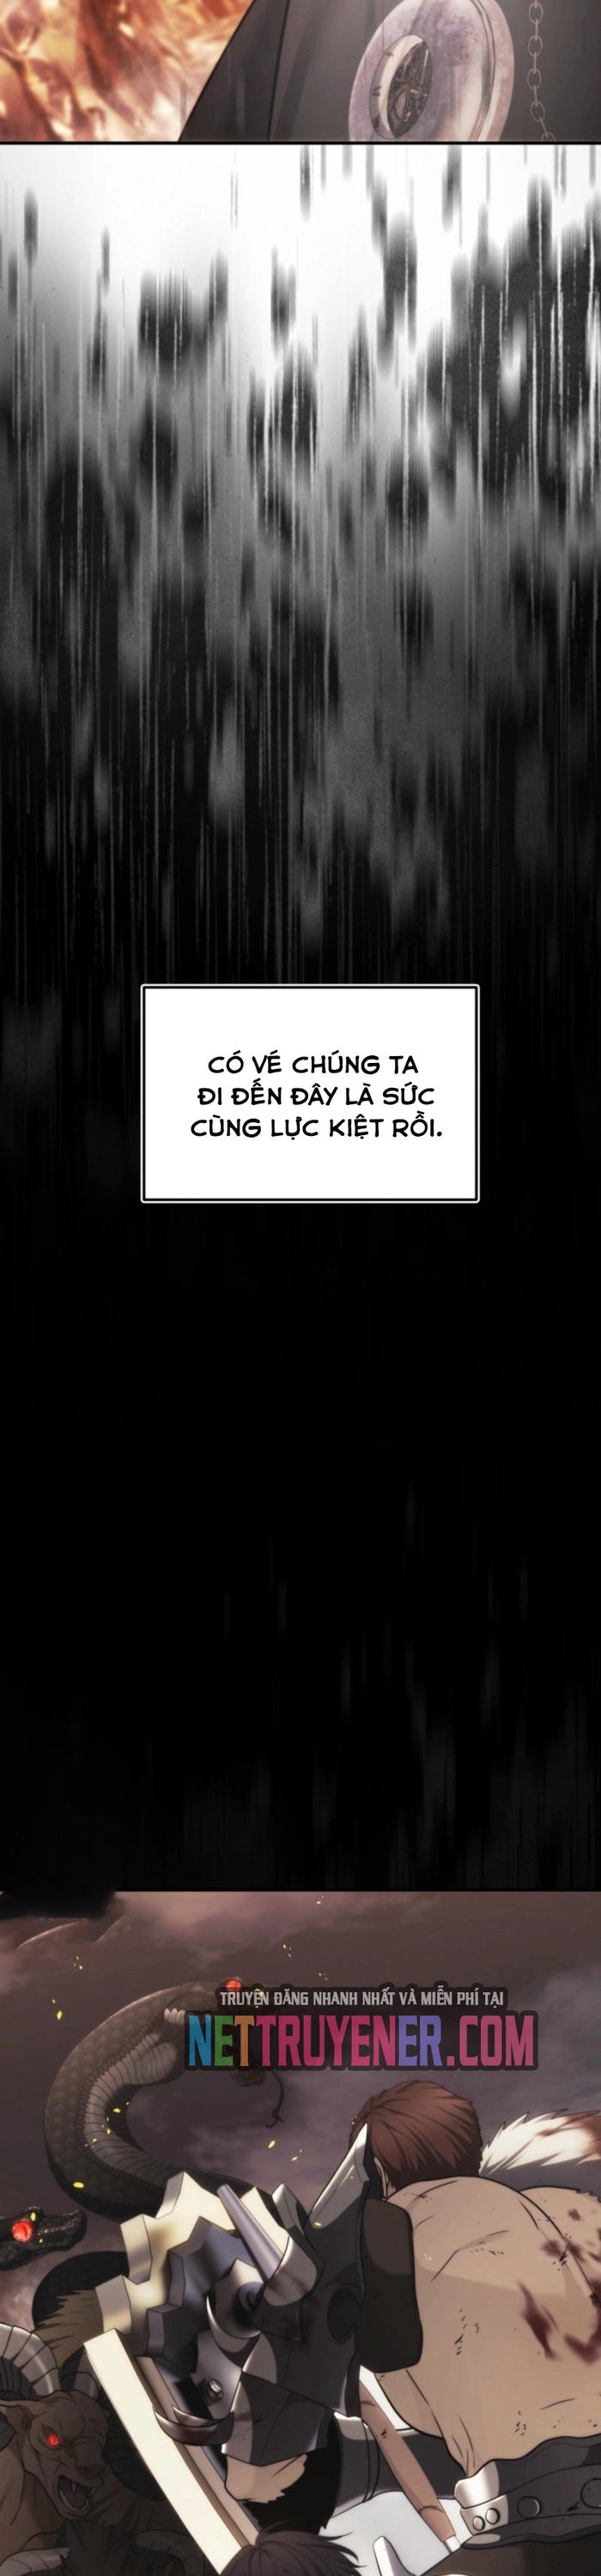 CÓ VẺ CHÚNG TA
ĐI ĐẾN ĐÂY LÀ SỨC
CÙNG LỰC KIỆT RỒI.
TRUYỆN ĐĂNG NHANH NHẤT VÀ MIỄN PHÍ TẠI
NETTRUYENER.COM